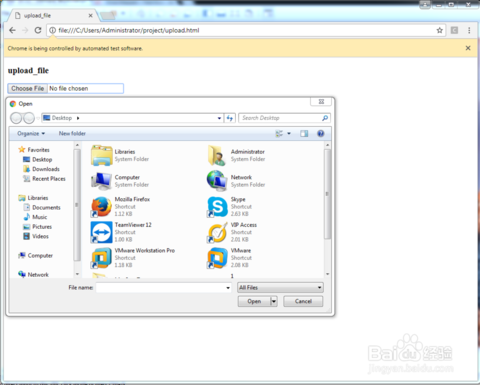 upload_file
file:///C:/Users/Administrator/project/upload.html
Chrome is being controlled by automated test software.
upload_file
Choose File No file chosen
Open
Desktop
Search Desktop
Organize
New folder
Favorites
Desktop
Downloads
Recent Places
Libraries
Documents
Music
Pictures
Videos
Computer
Network
Libraries
System Folder
Administrator
System Folder
Computer
System Folder
Network
System Folder
Mozilla Firefox
Shortcut
1.12 KB
Skype
Shortcut
2.63 KB
TeamViewer 12
Shortcut
1.00 KB
VIP Access
Shortcut
2.01 KB
VMware Workstation Pro
Shortcut
1.18 KB
VMware
Shortcut
2.08 KB
1
File name:
All Files
Open
Cancel
Baidu 经验
jingyan.baidu.com